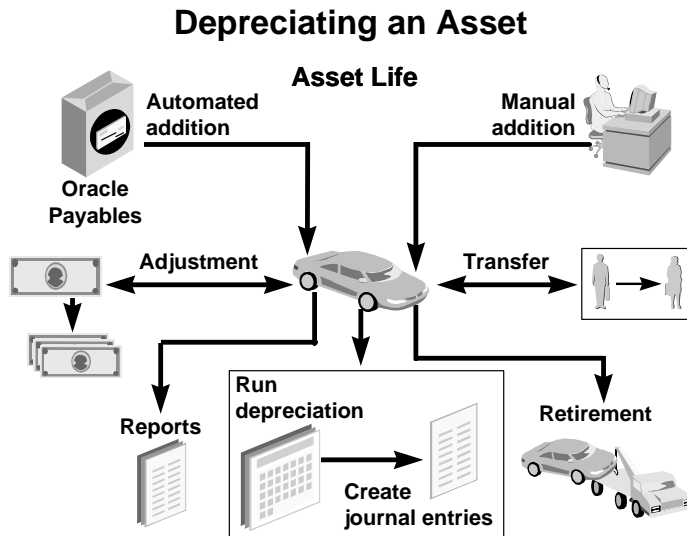 Depreciating an Asset
Asset Life
Automated
addition
Manual
addition
Oracle
Payables
Adjustment
Transfer
Reports
Run
depreciation
Create
journal entries
Retirement